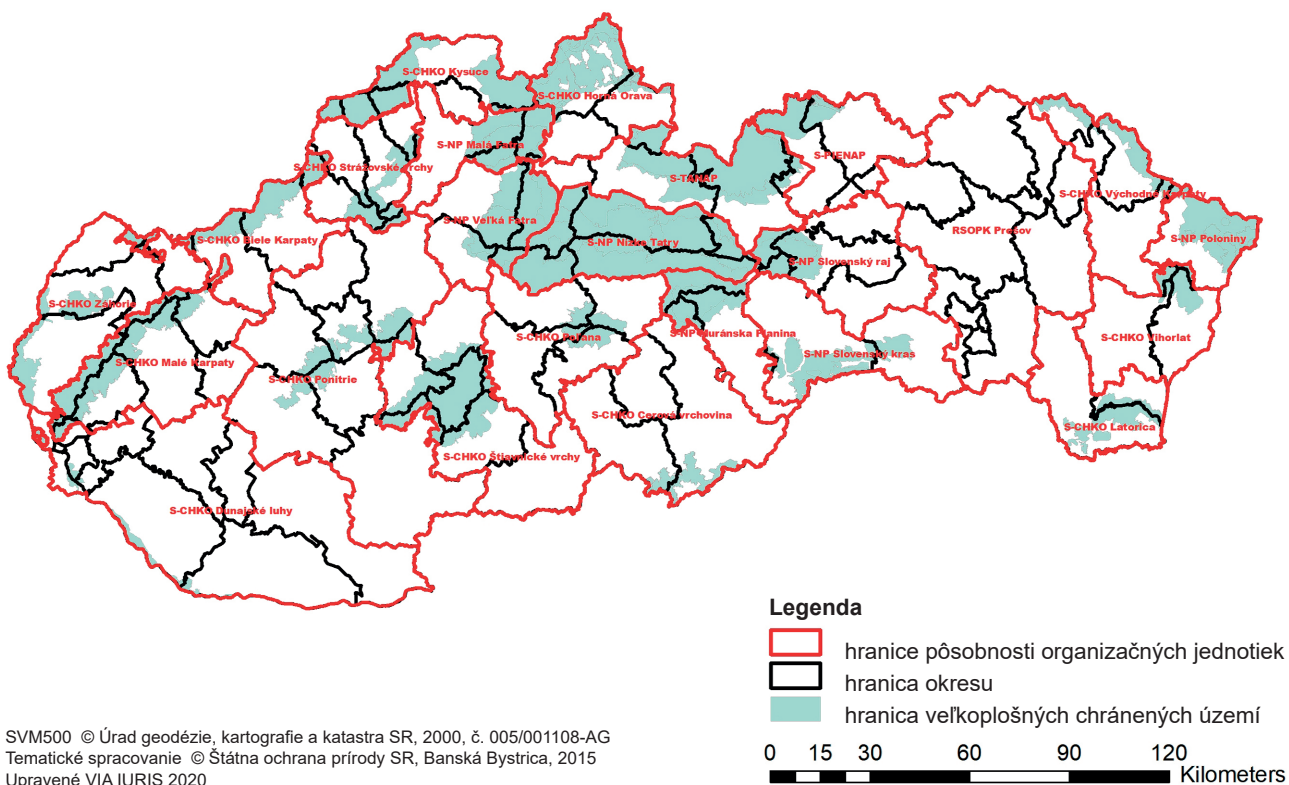 S-CHKO Kysuce
S-CHKO Horná Orava
S-NP Malá Fatra
S-PIENAP
S-CHKO Strážovské vrchy
S-TANAP
S-CHKO Východné Karpaty
S-NP Veľká Fatra
RSOPK Prešov
S-CHKO Biele Karpaty
S-NP Nízke Tatry
S-NP Poloniny
S-NP Slovenský raj
S-CHKO Záhorie
S-CHKO Poľana
S-NP Muránska Planina
S-CHKO Vihorlat
S-NP Slovenský kras
S-CHKO Malé Karpaty
S-CHKO Ponitrie
S-CHKO Cerová vrchovina
S-CHKO Latorica
S-CHKO Štiavnické vrchy
S-CHKO Dunajské luhy
Legenda
hranice pôsobnosti organizačných jednotiek
hranica okresu
hranica veľkoplošných chránených území
0 15 30 60 90 120
Kilometers
SVM500 © Úrad geodézie, kartografie a katastra SR, 2000, č. 005/001108-AG
Tematické spracovanie © Štátna ochrana prírody SR, Banská Bystrica, 2015
Upravené VIA IURIS 2020